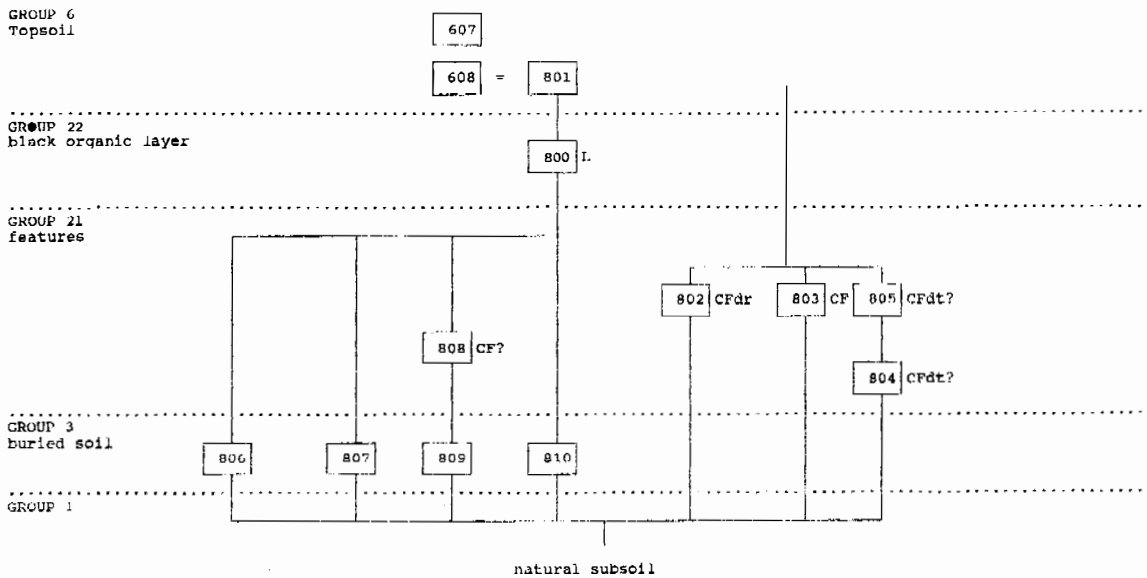 GROUP 6
Topsoil
607
608 = 801
GROUP 22
black organic layer
800 L
GROUP 21
features
802 CFdr 803 CF 805 CFdt?
808 CF?
804 CFdt?
GROUP 3
buried soil
806 807 809 810
GROUP 1
natural subsoil